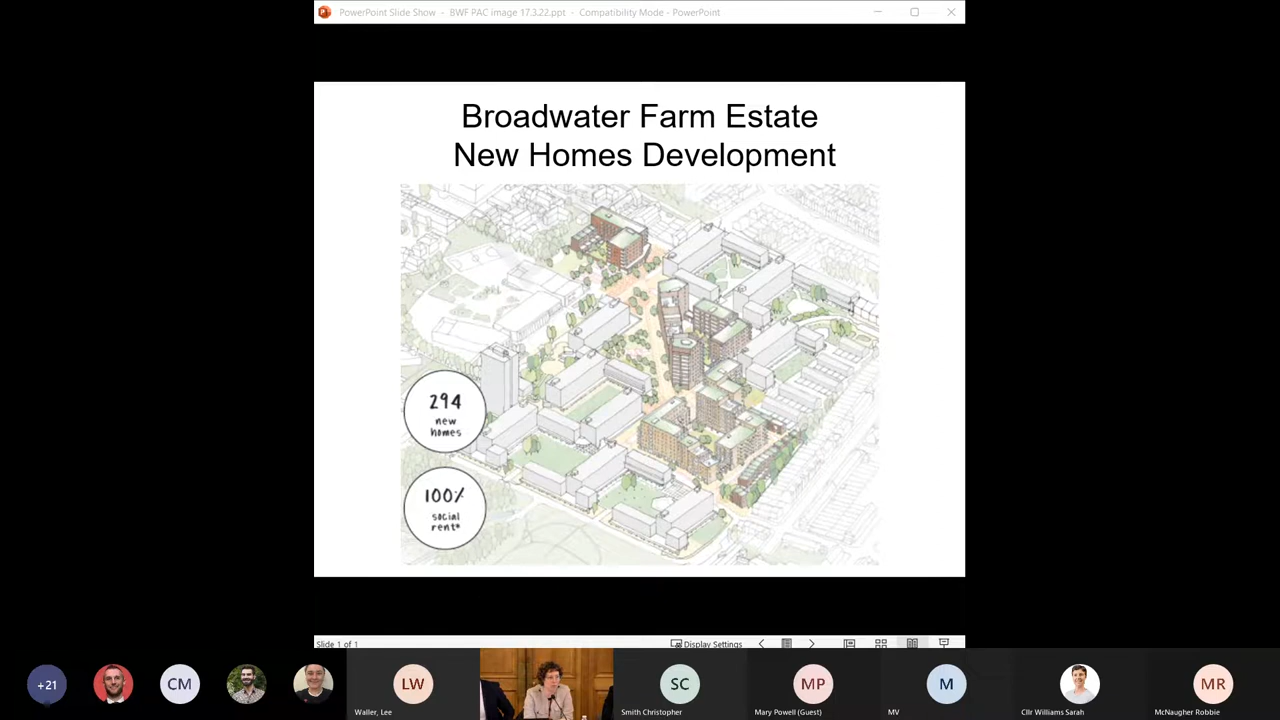 PowerPoint Slide Show - BWF PAC image 17.3.22.ppt - Compatibility Mode - PowerPoint
Broadwater Farm Estate
New Homes Development
294
new
homes
100%
social
rent*
Slide 1 of 1
Display Settings
+21
CM
LW
SC
MP
M
MR
Waller, Lee
Smith Christopher
Mary Powell (Guest)
MV
Cllr Williams Sarah
McNaugher Robbie